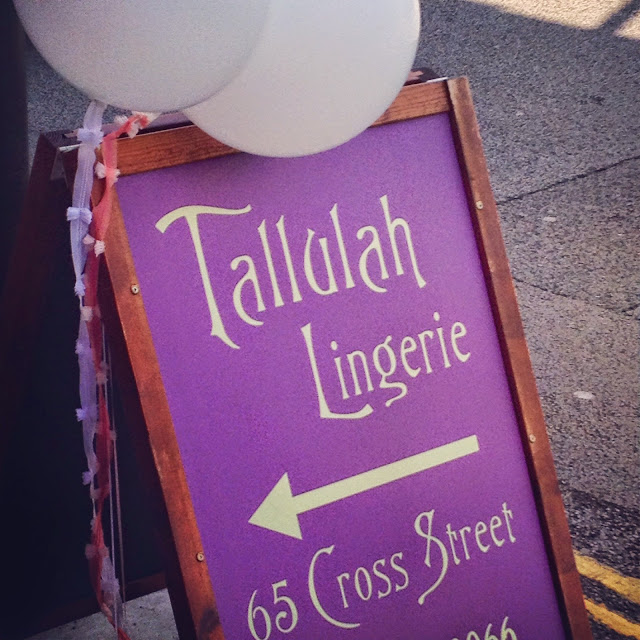 Tallulah
Lingerie
65 Cross Street